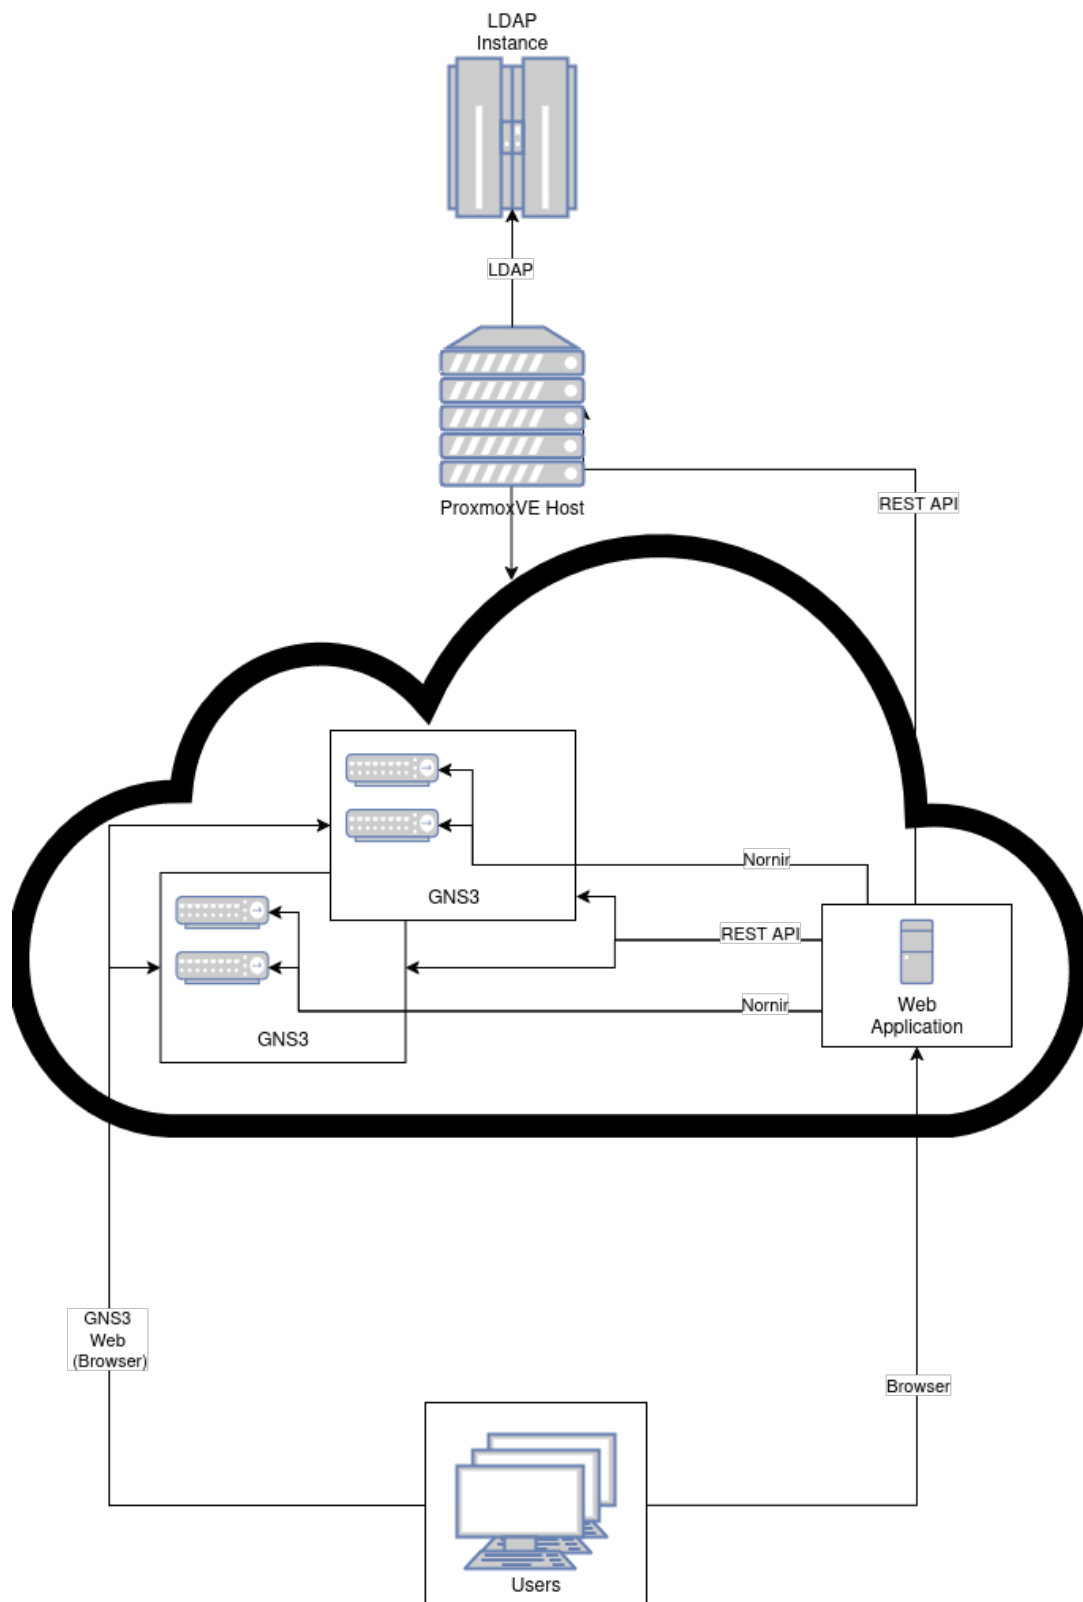 LDAP
Instance
LDAP
ProxmoxVE Host
REST API
Nornir
GNS3
REST API
Nornir
Web
Application
GNS3
GNS3
Web
(Browser)
Browser
Users